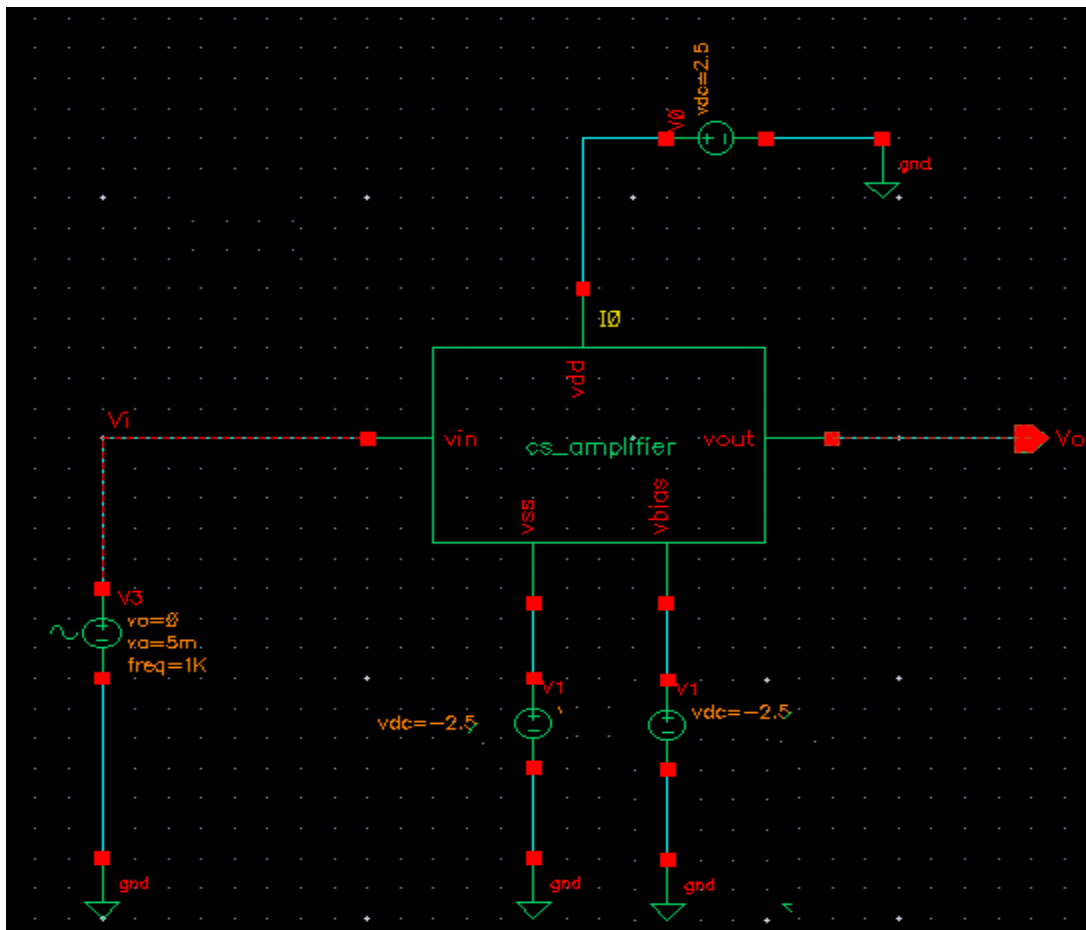 vdc=2.5
V0
gnd
I0
vdd
Vi
vin
cs_amplifier
vout
Vo
vss
vbias
V3
vo=0
va=5m
freq=1K
V1
vdc=-2.5
V1
vdc=-2.5
gnd
gnd
gnd